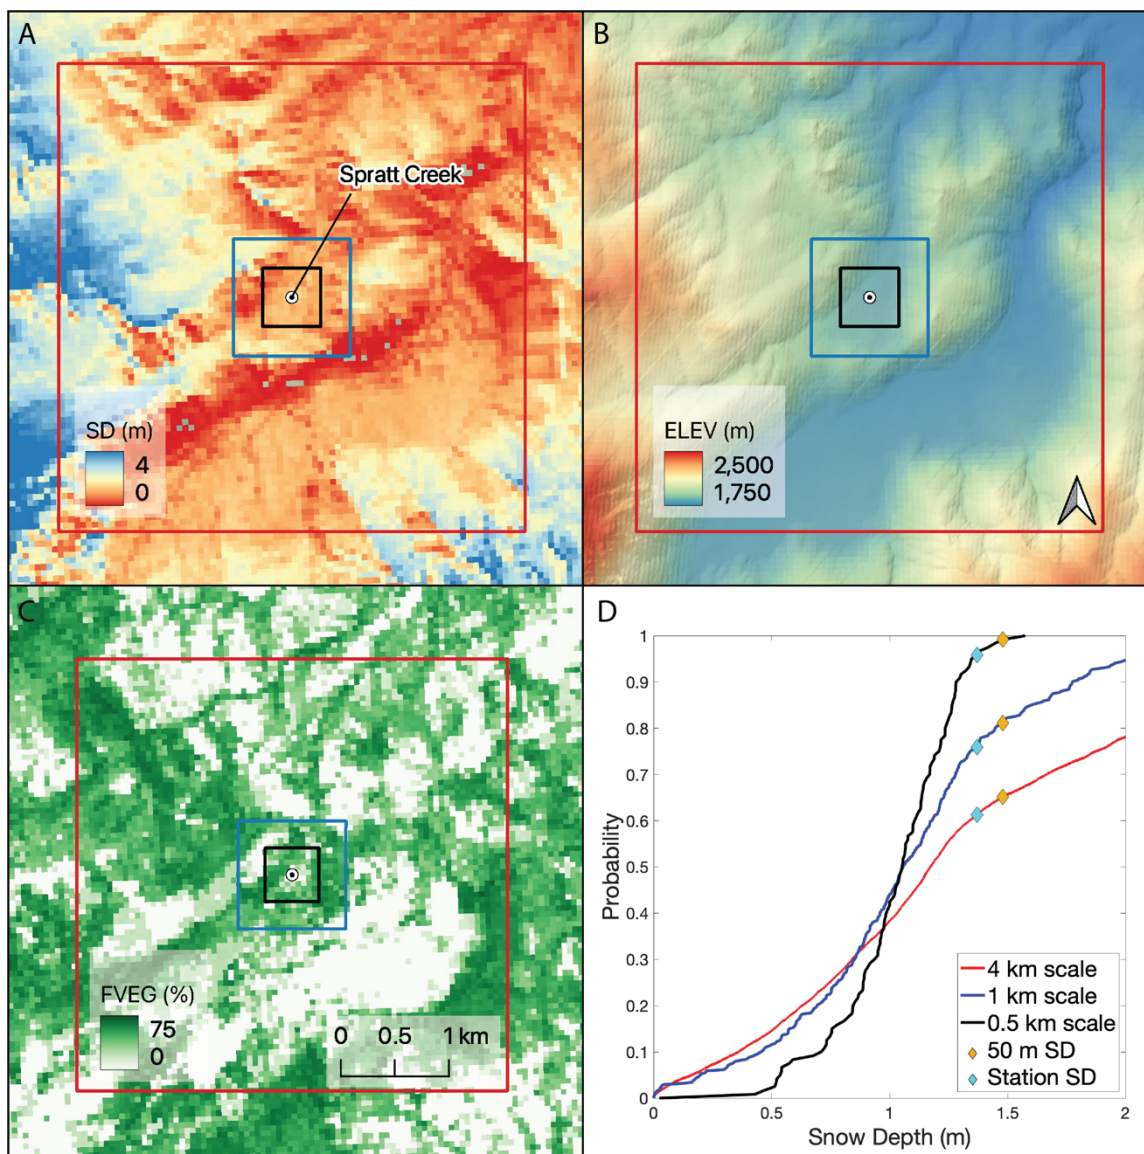 A
Spratt Creek
SD (m)
4
0
B
ELEV (m)
2,500
1,750
C
FVEG (%)
75
0
0 0.5 1 km
D
1
0.9
0.8
0.7
0.6
0.5
0.4
0.3
0.2
0.1
0
Probability
4 km scale
1 km scale
0.5 km scale
50 m SD
Station SD
0 0.5 1 1.5 2
Snow Depth (m)